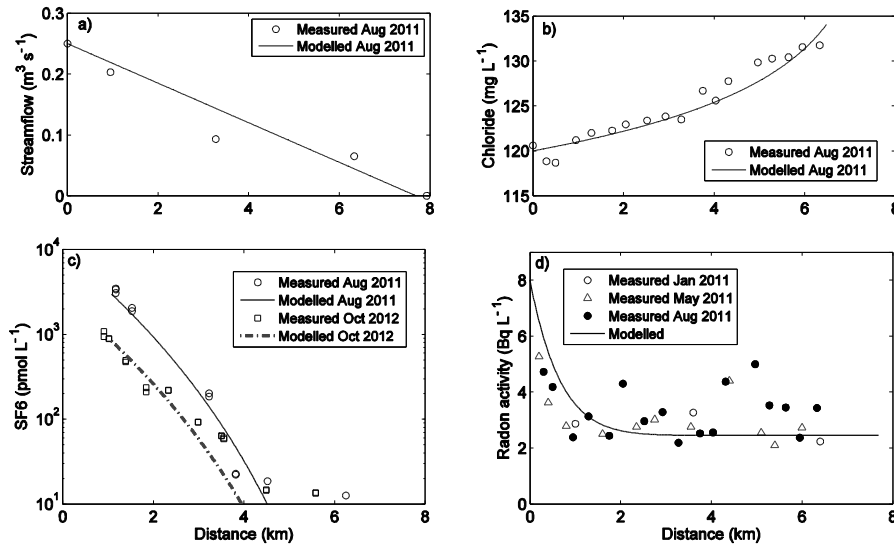 a)
Measured Aug 2011
Modelled Aug 2011
Streamflow (m³ s⁻¹)
0.3
0.2
0.1
0
0 2 4 6 8
b)
Measured Aug 2011
Modelled Aug 2011
Chloride (mg L⁻¹)
135
130
125
120
115
0 2 4 6 8
c)
Measured Aug 2011
Modelled Aug 2011
Measured Oct 2012
Modelled Oct 2012
SF6 (pmol L⁻¹)
10⁴
10³
10²
10¹
0 2 4 6 8
Distance (km)
d)
Measured Jan 2011
Measured May 2011
Measured Aug 2011
Modelled
Radon activity (Bq L⁻¹)
8
6
4
2
0
0 2 4 6 8
Distance (km)